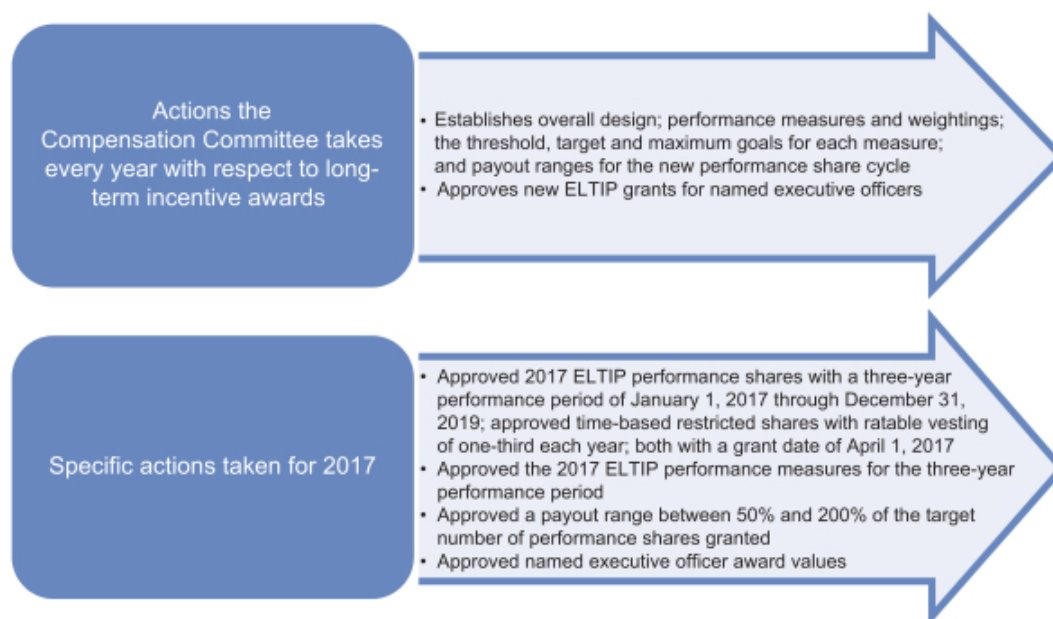 Actions the
Compensation Committee takes
every year with respect to long-
term incentive awards
• Establishes overall design; performance measures and weightings;
the threshold, target and maximum goals for each measure;
and payout ranges for the new performance share cycle
• Approves new ELTIP grants for named executive officers
Specific actions taken for 2017
• Approved 2017 ELTIP performance shares with a three-year
performance period of January 1, 2017 through December 31,
2019; approved time-based restricted shares with ratable vesting
of one-third each year; both with a grant date of April 1, 2017
• Approved the 2017 ELTIP performance measures for the three-year
performance period
• Approved a payout range between 50% and 200% of the target
number of performance shares granted
• Approved named executive officer award values